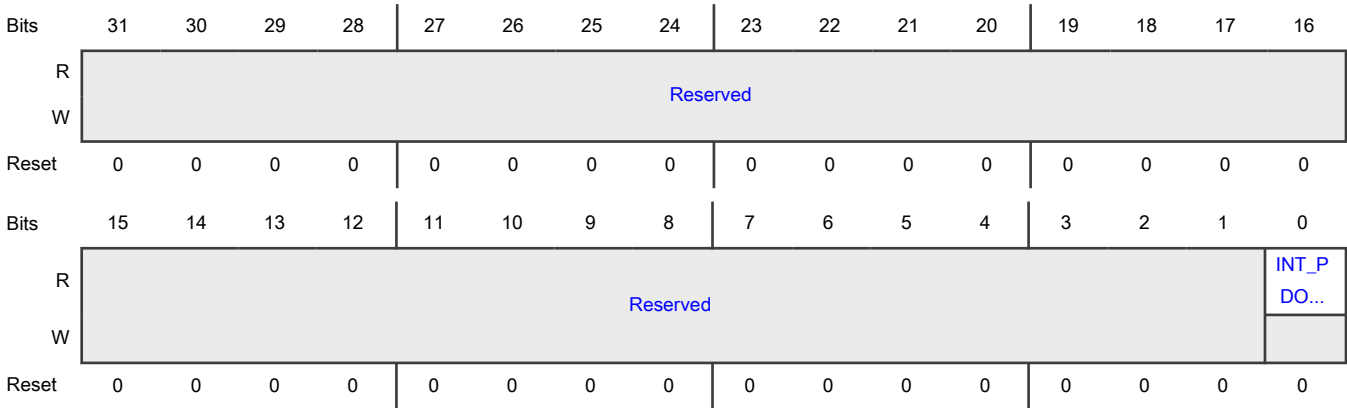 Bits 31 30 29 28 27 26 25 24 23 22 21 20 19 18 17 16
R
Reserved
W
Reset 0 0 0 0 0 0 0 0 0 0 0 0 0 0 0 0
Bits 15 14 13 12 11 10 9 8 7 6 5 4 3 2 1 0
R Reserved INT_P
DO...
W
Reset 0 0 0 0 0 0 0 0 0 0 0 0 0 0 0 0